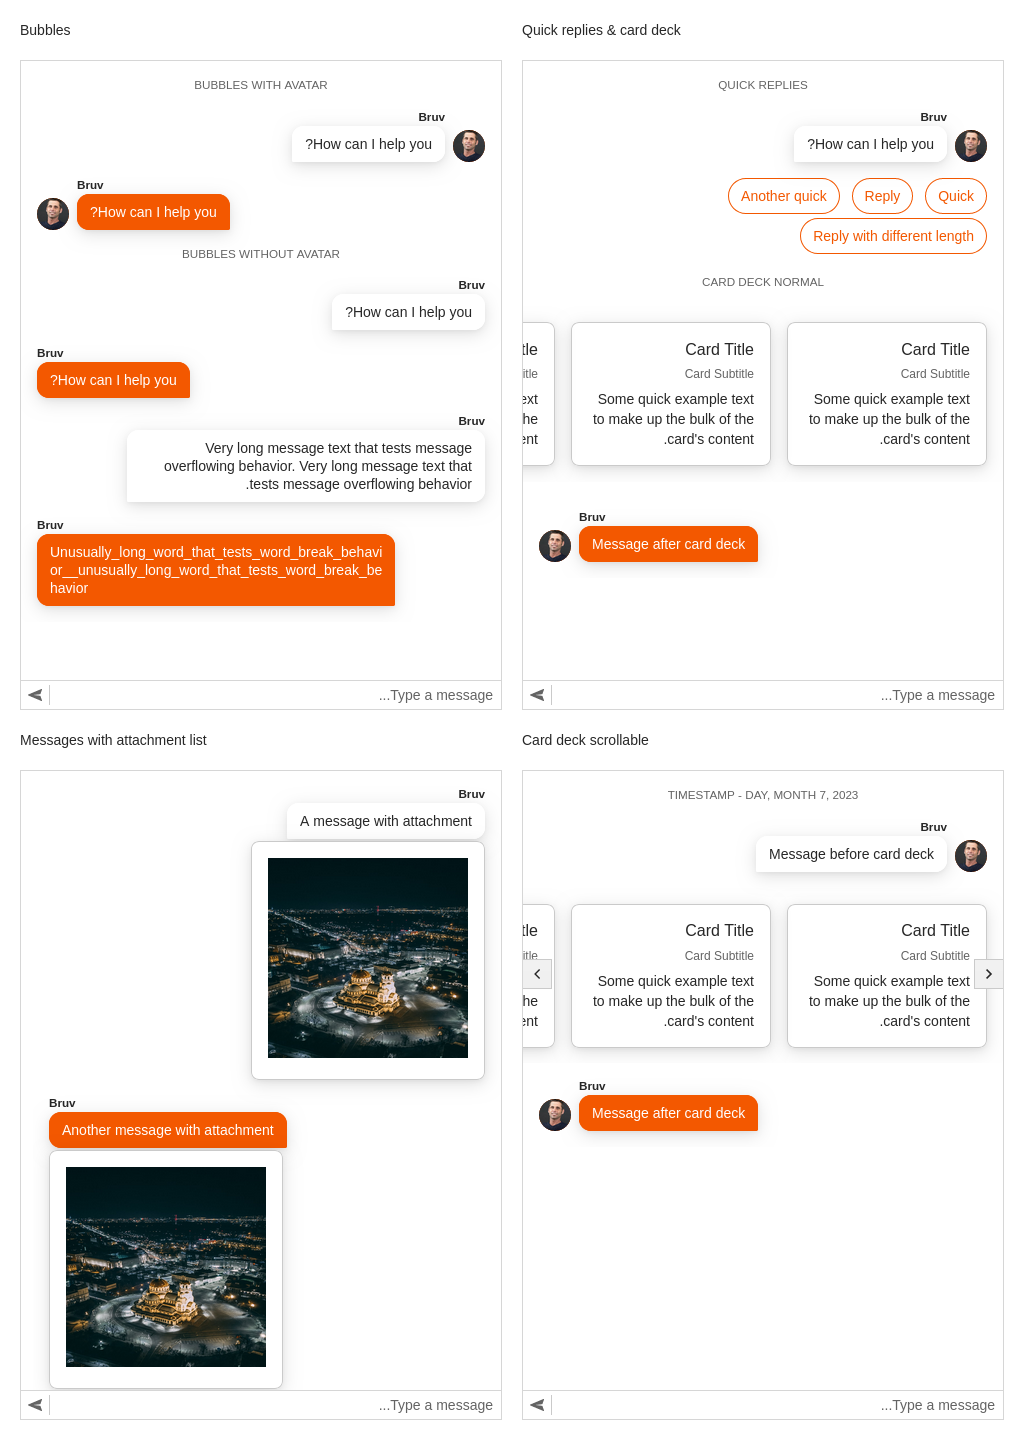 Bubbles
BUBBLES WITH AVATAR
Bruv
?How can I help you
Bruv
?How can I help you
BUBBLES WITHOUT AVATAR
Bruv
?How can I help you
Bruv
?How can I help you
Bruv
Very long message text that tests message
overflowing behavior. Very long message text that
.tests message overflowing behavior
Bruv
Unusually_long_word_that_tests_word_break_behavi
or__unusually_long_word_that_tests_word_break_be
havior
...Type a message
Quick replies & card deck
QUICK REPLIES
Bruv
?How can I help you
Another quick
Reply
Quick
Reply with different length
CARD DECK NORMAL
tle
itle
ext
he
ent
Card Title
Card Subtitle
Some quick example text
to make up the bulk of the
.card's content
Card Title
Card Subtitle
Some quick example text
to make up the bulk of the
.card's content
Bruv
Message after card deck
...Type a message
Messages with attachment list
Bruv
A message with attachment
Bruv
Another message with attachment
...Type a message
Card deck scrollable
TIMESTAMP - DAY, MONTH 7, 2023
Bruv
Message before card deck
tle
itle
he
ent
Card Title
Card Subtitle
Some quick example text
to make up the bulk of the
.card's content
Card Title
Card Subtitle
Some quick example text
to make up the bulk of the
.card's content
Bruv
Message after card deck
...Type a message